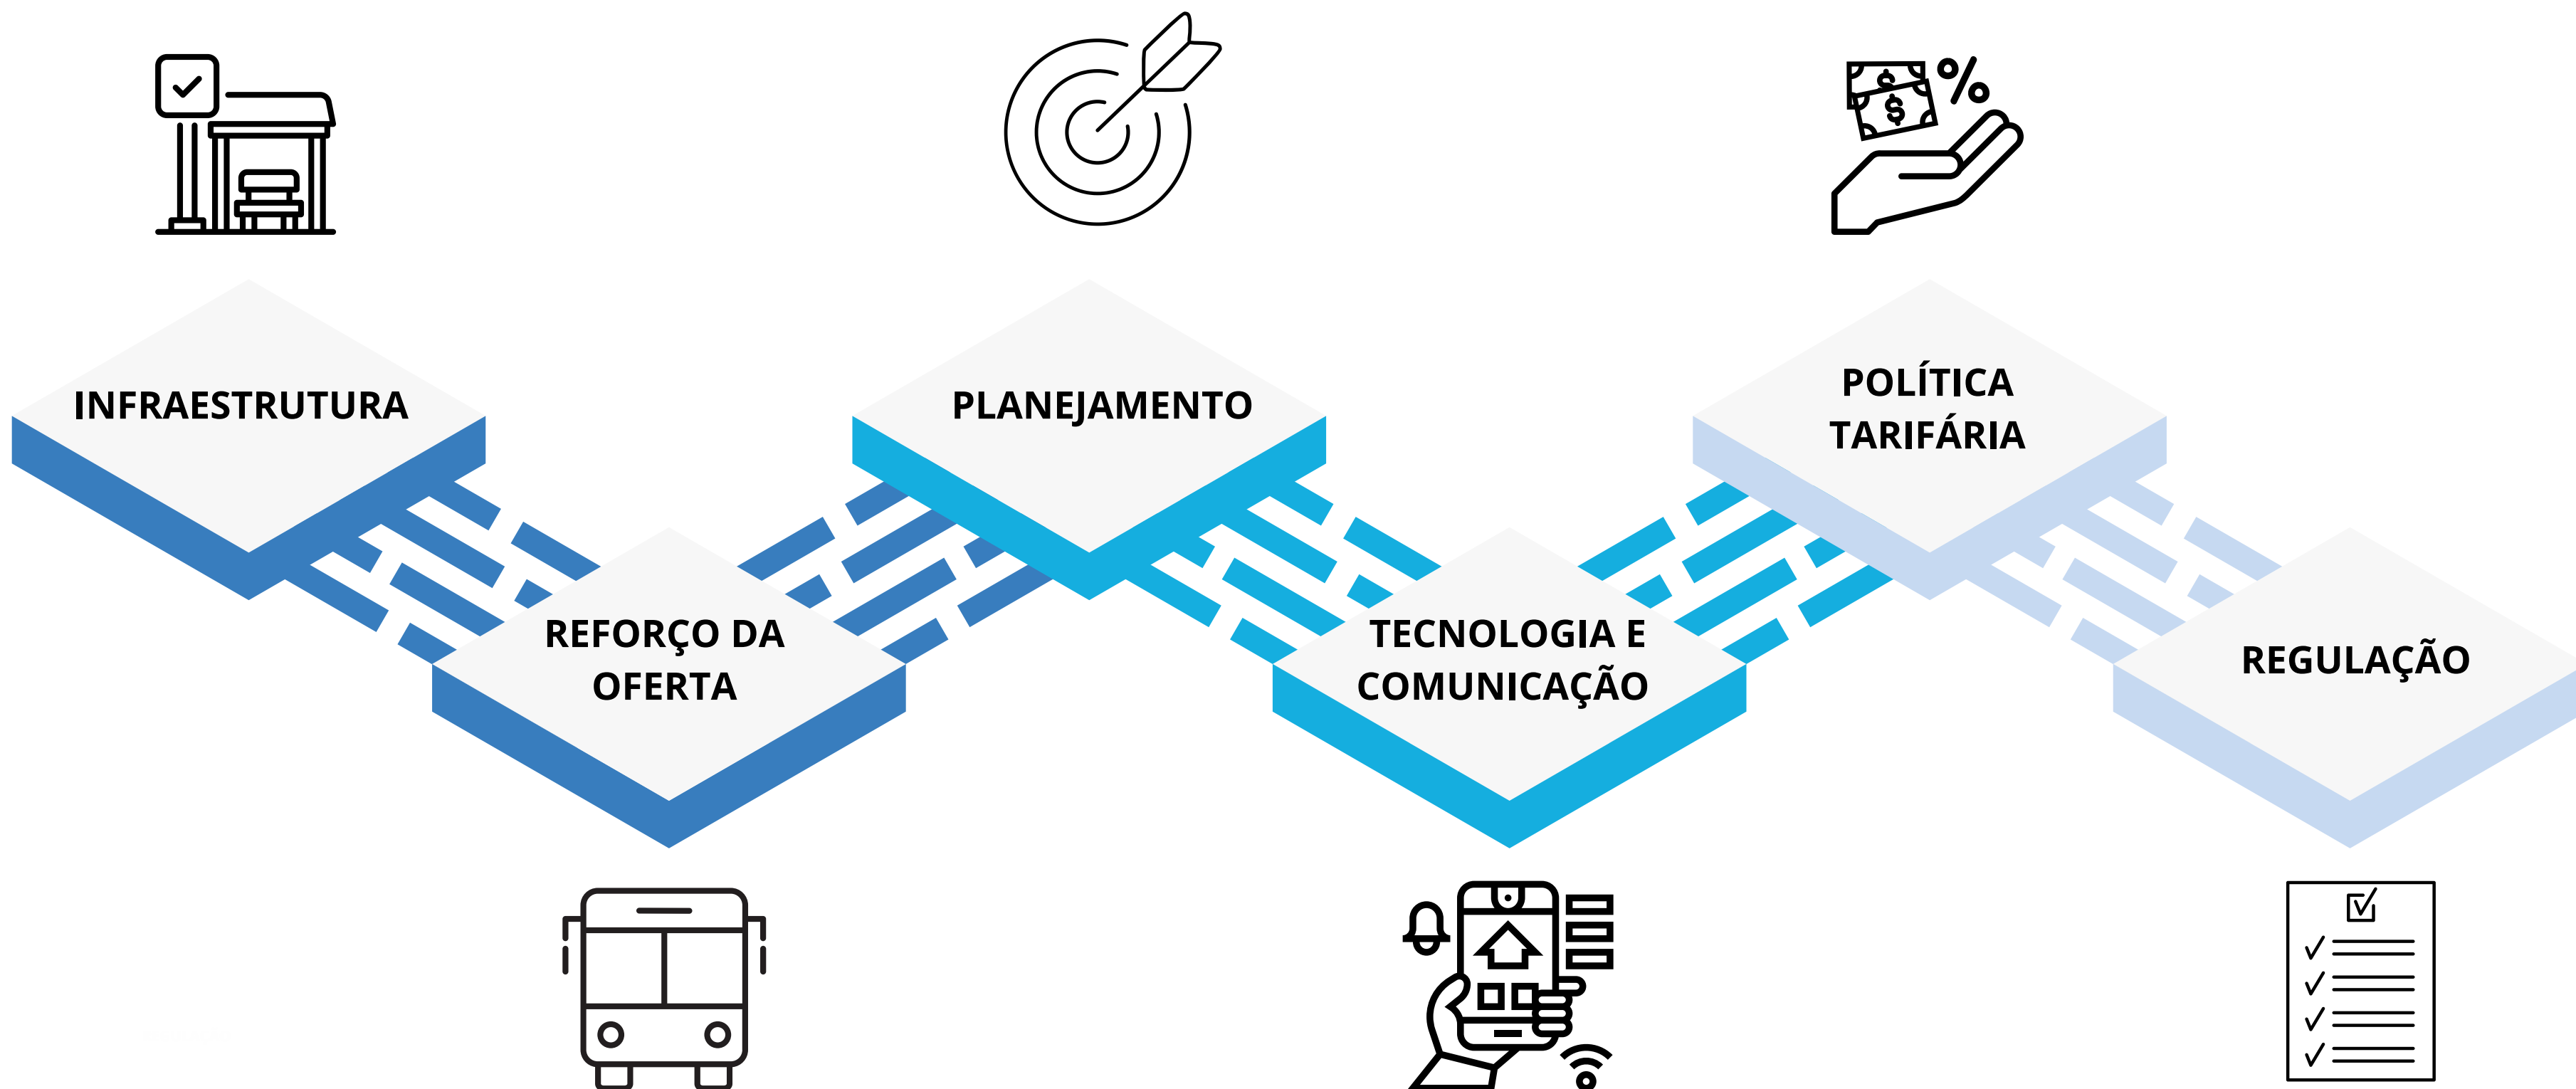 INFRAESTRUTURA
REFORÇO DA
OFERTA
PLANEJAMENTO
TECNOLOGIA E
COMUNICAÇÃO
POLÍTICA
TARIFÁRIA
REGULAÇÃO
$
$
%